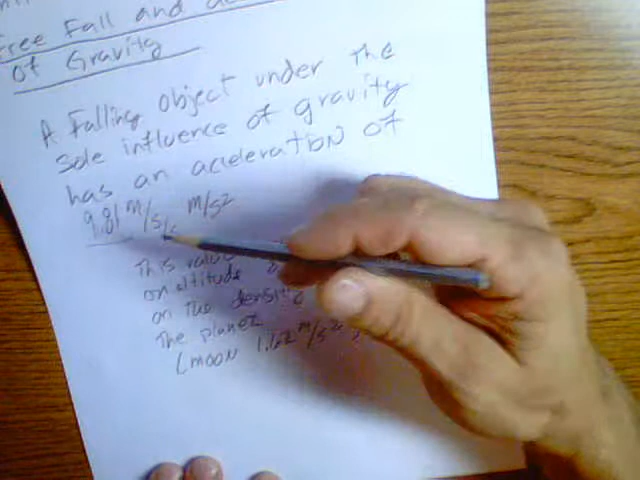 Free Fall and
of Gravity
A Falling object under the
sole influence of gravity
has an acceleration of
9.81 m/s/s m/s²
This value
on altitude
on the density
The planet
(moon 1.62 m/s²